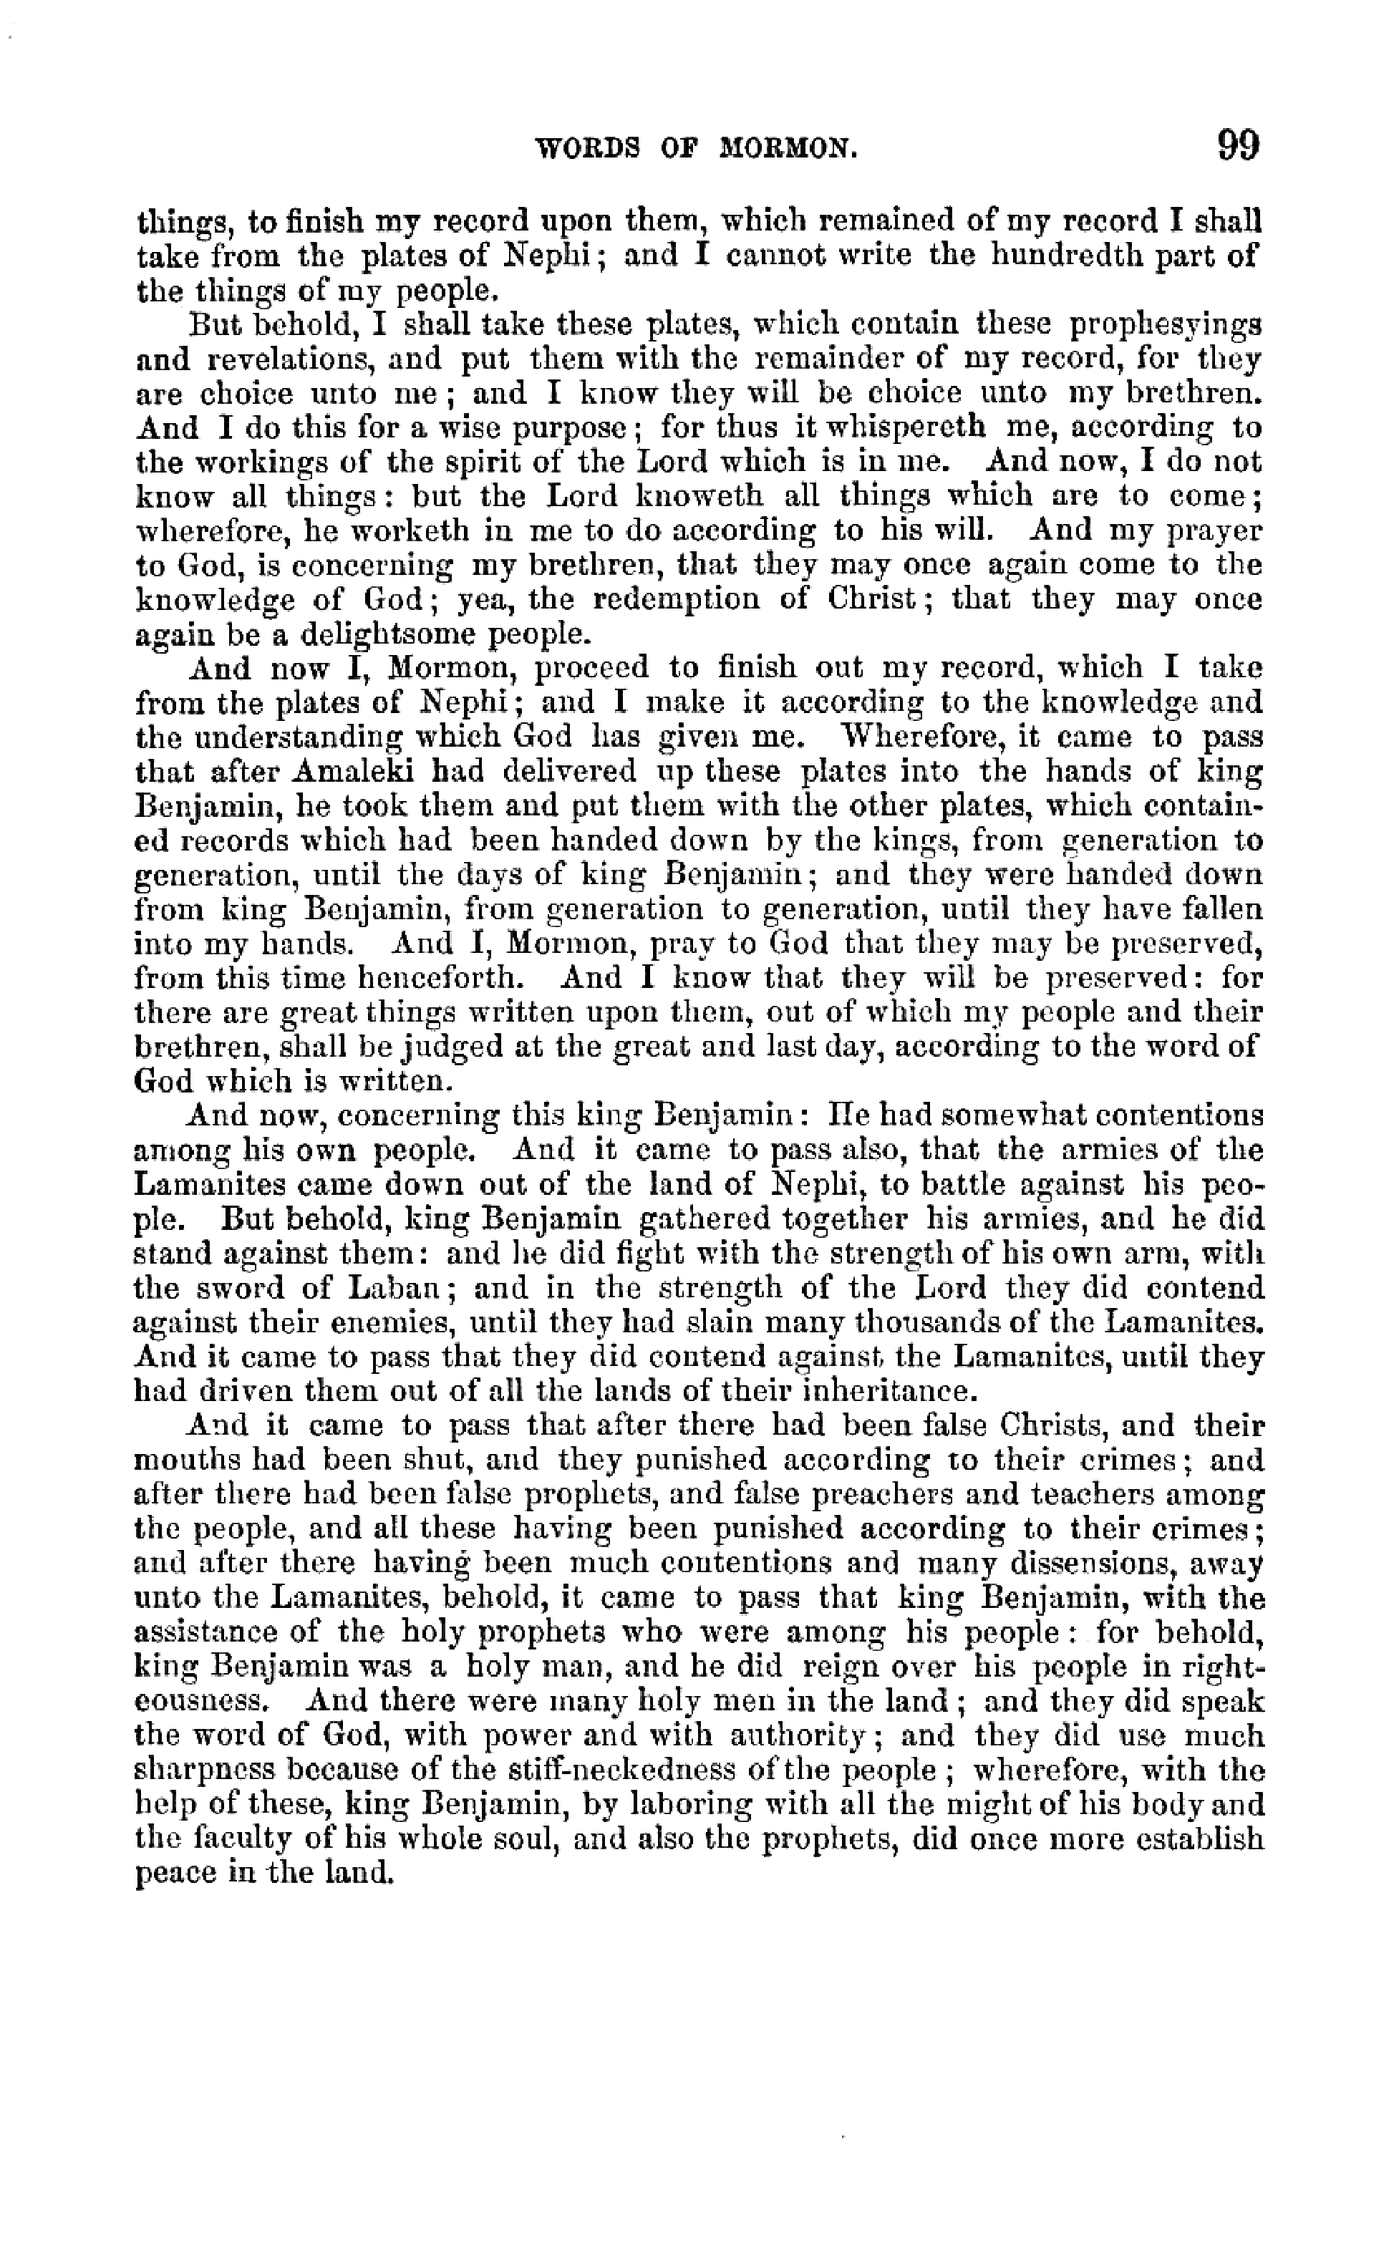 WORDS OF MORMON. 99
things, to finish my record upon them, which remained of my record I shall
take from the plates of Nephi; and I cannot write the hundredth part of
the things of my people.
But behold, I shall take these plates, which contain these prophesyings
and revelations, and put them with the remainder of my record, for they
are choice unto me; and I know they will be choice unto my brethren.
And I do this for a wise purpose; for thus it whispereth me, according to
the workings of the spirit of the Lord which is in me. And now, I do not
know all things: but the Lord knoweth all things which are to come;
wherefore, he worketh in me to do according to his will. And my prayer
to God, is concerning my brethren, that they may once again come to the
knowledge of God; yea, the redemption of Christ; that they may once
again be a delightsome people.
And now I, Mormon, proceed to finish out my record, which I take
from the plates of Nephi; and I make it according to the knowledge and
the understanding which God has given me. Wherefore, it came to pass
that after Amaleki had delivered up these plates into the hands of king
Benjamin, he took them and put them with the other plates, which contain-
ed records which had been handed down by the kings, from generation to
generation, until the days of king Benjamin; and they were handed down
from king Benjamin, from generation to generation, until they have fallen
into my hands. And I, Mormon, pray to God that they may be preserved,
from this time henceforth. And I know that they will be preserved: for
there are great things written upon them, out of which my people and their
brethren, shall be judged at the great and last day, according to the word of
God which is written.
And now, concerning this king Benjamin: He had somewhat contentions
among his own people. And it came to pass also, that the armies of the
Lamanites came down out of the land of Nephi, to battle against his peo-
ple. But behold, king Benjamin gathered together his armies, and he did
stand against them: and he did fight with the strength of his own arm, with
the sword of Laban; and in the strength of the Lord they did contend
against their enemies, until they had slain many thousands of the Lamanites.
And it came to pass that they did contend against the Lamanites, until they
had driven them out of all the lands of their inheritance.
And it came to pass that after there had been false Christs, and their
mouths had been shut, and they punished according to their crimes; and
after there had been false prophets, and false preachers and teachers among
the people, and all these having been punished according to their crimes;
and after there having been much contentions and many dissensions, away
unto the Lamanites, behold, it came to pass that king Benjamin, with the
assistance of the holy prophets who were among his people: for behold,
king Benjamin was a holy man, and he did reign over his people in right-
eousness. And there were many holy men in the land; and they did speak
the word of God, with power and with authority; and they did use much
sharpness because of the stiff-neckedness of the people; wherefore, with the
help of these, king Benjamin, by laboring with all the might of his body and
the faculty of his whole soul, and also the prophets, did once more establish
peace in the land.